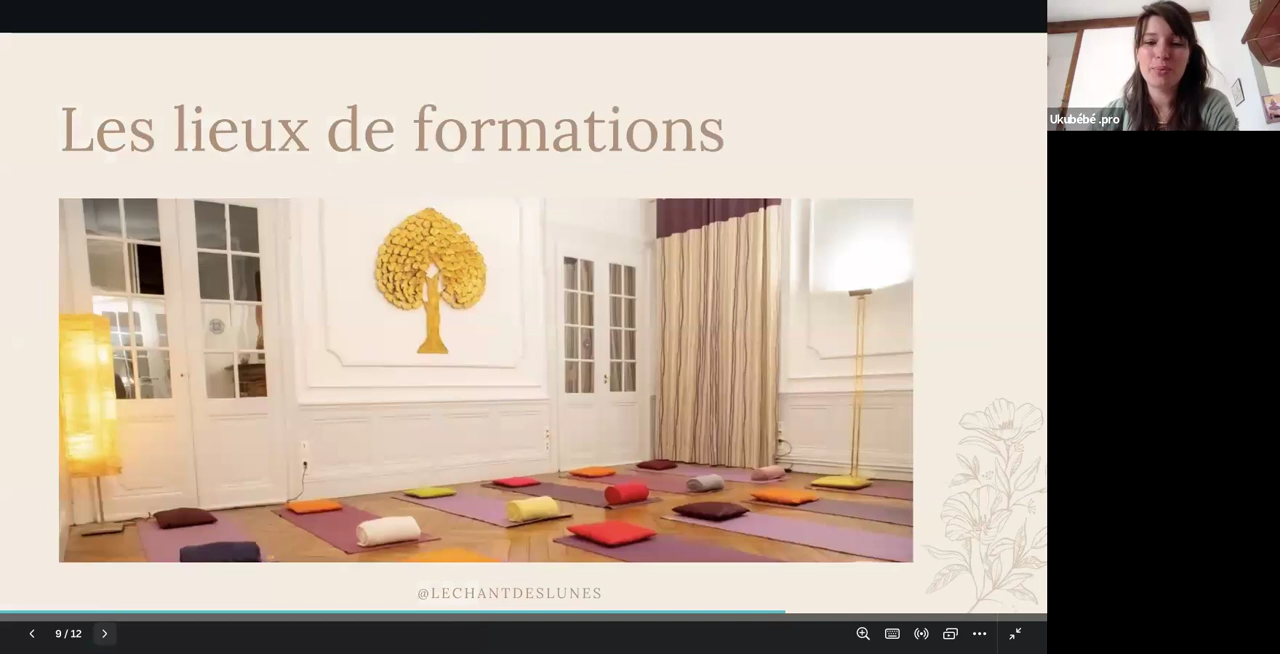 Les lieux de formations
Ukubébé .pro
@LECHANTDESLUNES
9 / 12